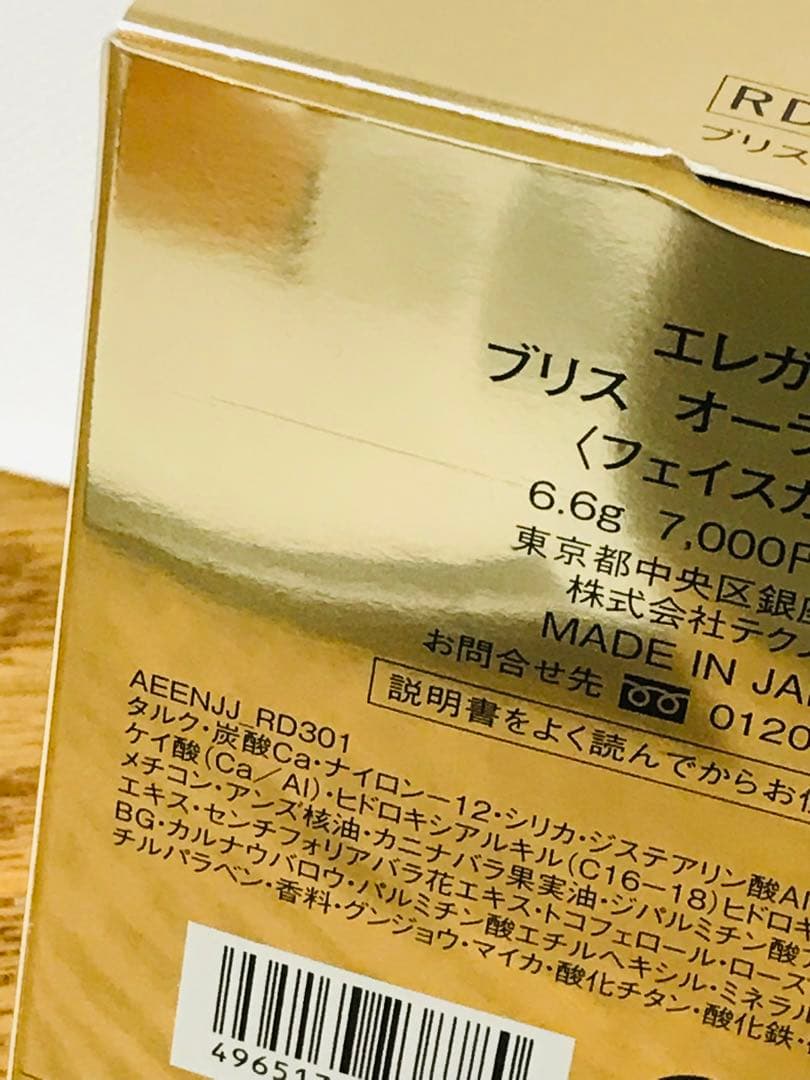 RD
ブリス
エレガ
ブリス オーラ
〈フェイスカ
6.6g 7,000F
東京都中央区銀座
株式会社テクノ
MADE IN JA
お問合せ先 0120
説明書をよく読んでからお使
AEENJJ RD301
タルク・炭酸Ca・ナイロン-12・シリカ・ジステアリン酸Al
ケイ酸(Ca/Al)・ヒドロキシアルキル(C16-18)ヒドロキ
メチコン・アンズ核油・カニナバラ果実油・ジパルミチン酸
エキス・センチフォリアバラ花エキス・トコフェロール・ローズ
BG・カルナウバロウ・パルミチン酸エチルヘキシル・ミネラル
チルパラベン・香料・グンジョウ・マイカ・酸化チタン・酸化鉄・
496517